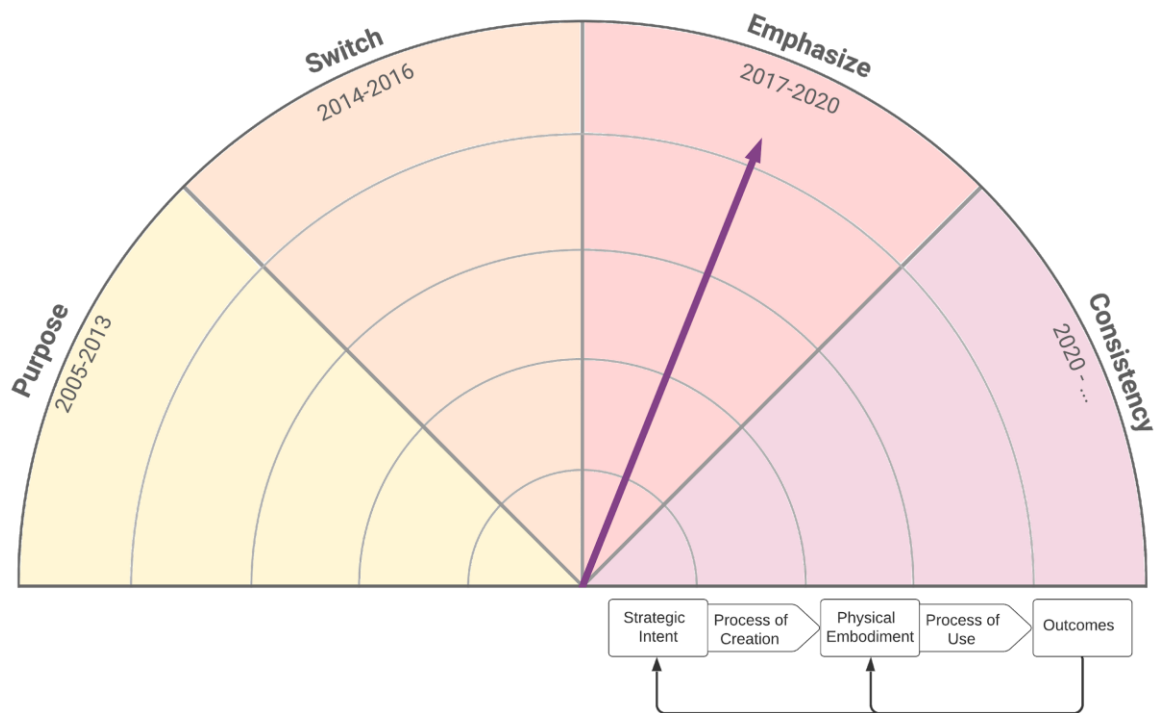 Purpose
2005-2013
Switch
2014-2016
Emphasize
2017-2020
Consistency
2020 - ...
Strategic
Intent
Process of
Creation
Physical
Embodiment
Process of
Use
Outcomes